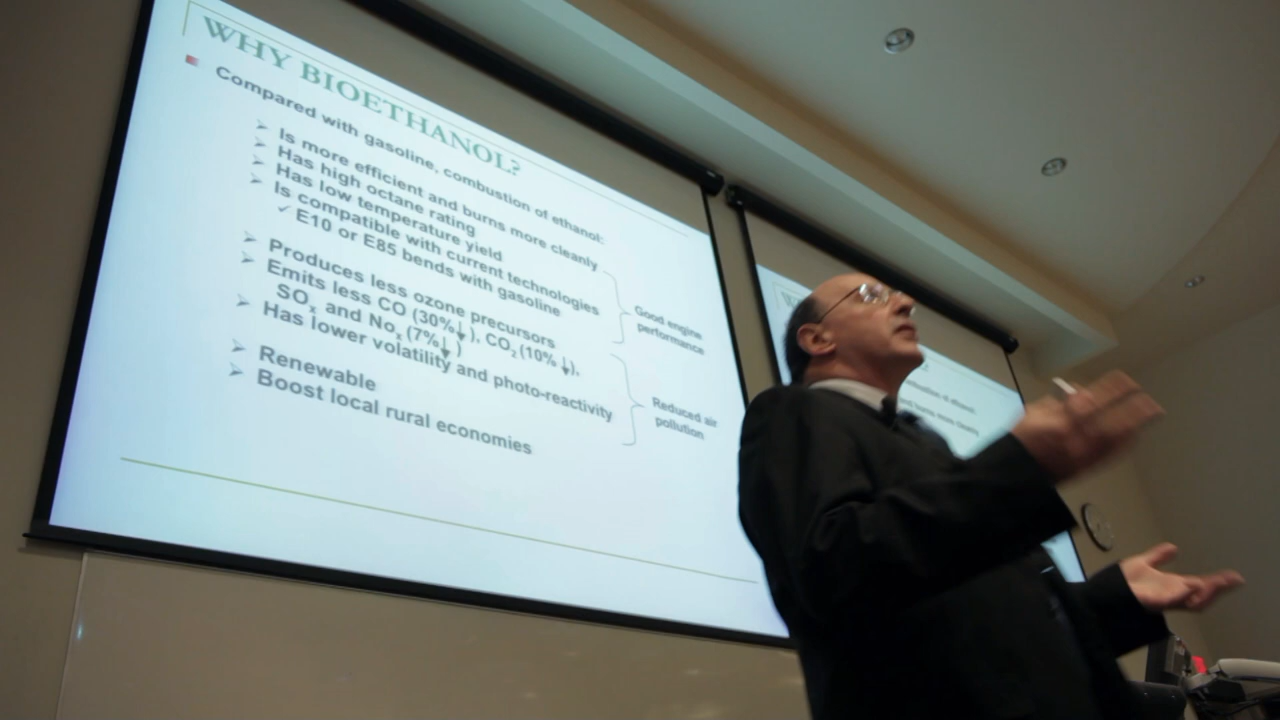 WHY BIOETHANOL?
Compared with gasoline, combustion of ethanol:
Is more efficient and burns more cleanly
Has high octane rating
Has low temperature yield
Is compatible with current technologies
E10 or E85 bends with gasoline
Good engine
performance
Produces less ozone precursors
Emits less CO (30%↓), CO₂ (10% ↓),
SOₓ and Noₓ (7%↓)
Has lower volatility and photo-reactivity
Reduced air
pollution
Renewable
Boost local rural economies